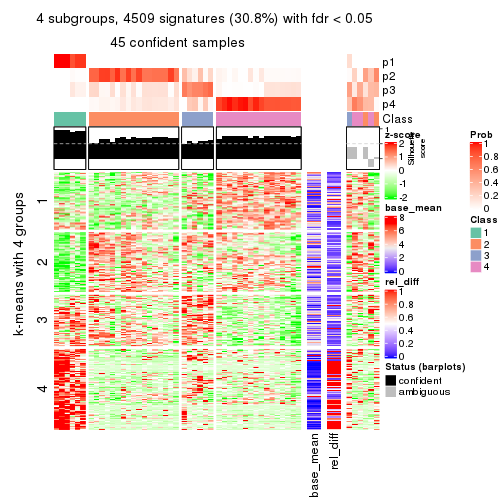 4 subgroups, 4509 signatures (30.8%) with fdr < 0.05
45 confident samples
p1
p2
p3
p4
Class
1
Silhouette
score
k-means with 4 groups
1
2
3
4
base_mean
rel_diff
z-score
2
1
0
-1
-2
base_mean
8
6
4
2
0
rel_diff
1
0.8
0.6
0.4
0.2
0
Status (barplots)
confident
ambiguous
Prob
1
0.8
0.6
0.4
0.2
0
Class
1
2
3
4